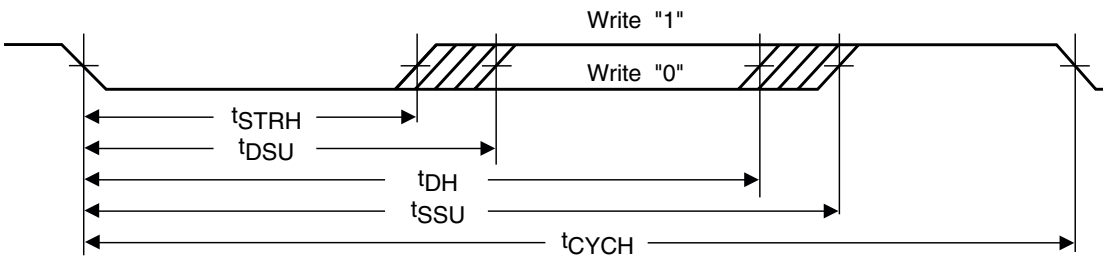 Write "1"
Write "0"
tSTRH
tDSU
tDH
tSSU
tCYCH